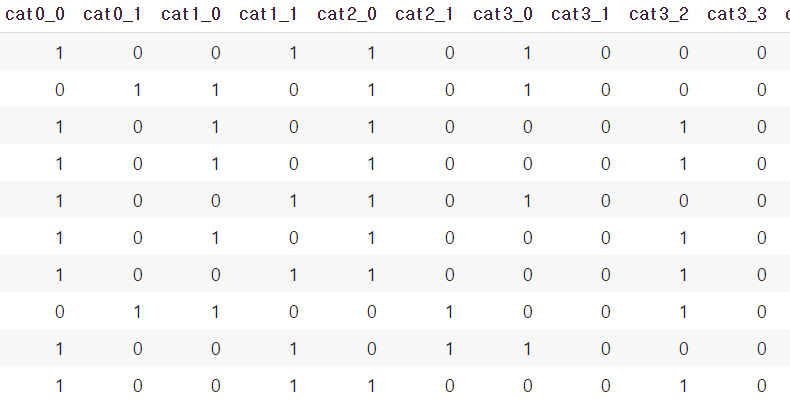 cat0_0 cat0_1 cat1_0 cat1_1 cat2_0 cat2_1 cat3_0 cat3_1 cat3_2 cat3_3
1 0 0 1 1 0 1 0 0 0
0 1 1 0 1 0 1 0 0 0
1 0 1 0 1 0 0 0 1 0
1 0 1 0 1 0 0 0 1 0
1 0 0 1 1 0 1 0 0 0
1 0 1 0 1 0 0 0 1 0
1 0 0 1 1 0 0 0 1 0
0 1 1 0 0 1 0 0 1 0
1 0 0 1 0 1 1 0 0 0
1 0 0 1 1 0 0 0 1 0